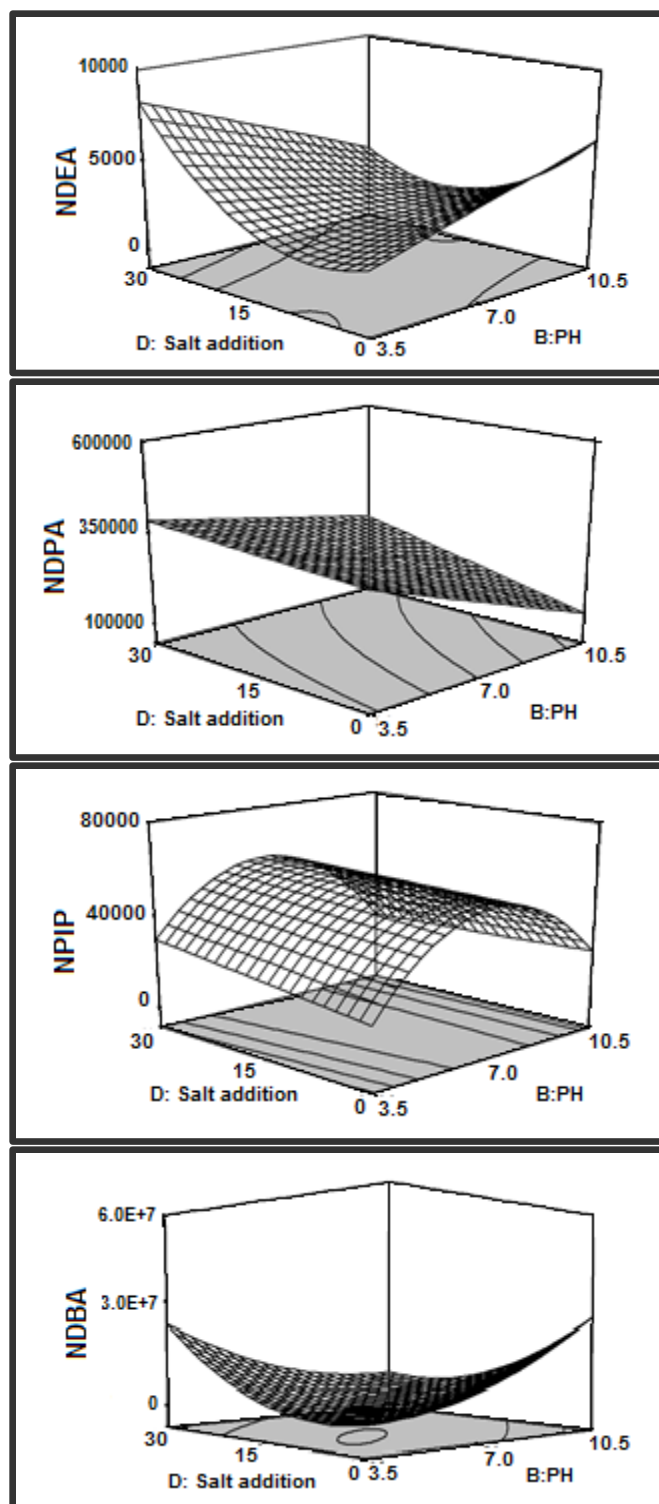 10000
5000
NDEA
0
30
15
D: Salt addition
0 3.5
7.0
B:PH
10.5
600000
350000
NDPA
100000
30
15
D: Salt addition
0 3.5
7.0
B:PH
10.5
80000
40000
NPIP
0
30
15
D: Salt addition
0 3.5
7.0
B:PH
10.5
6.0E+7
3.0E+7
NDBA
0
30
15
D: Salt addition
0 3.5
7.0
B:PH
10.5